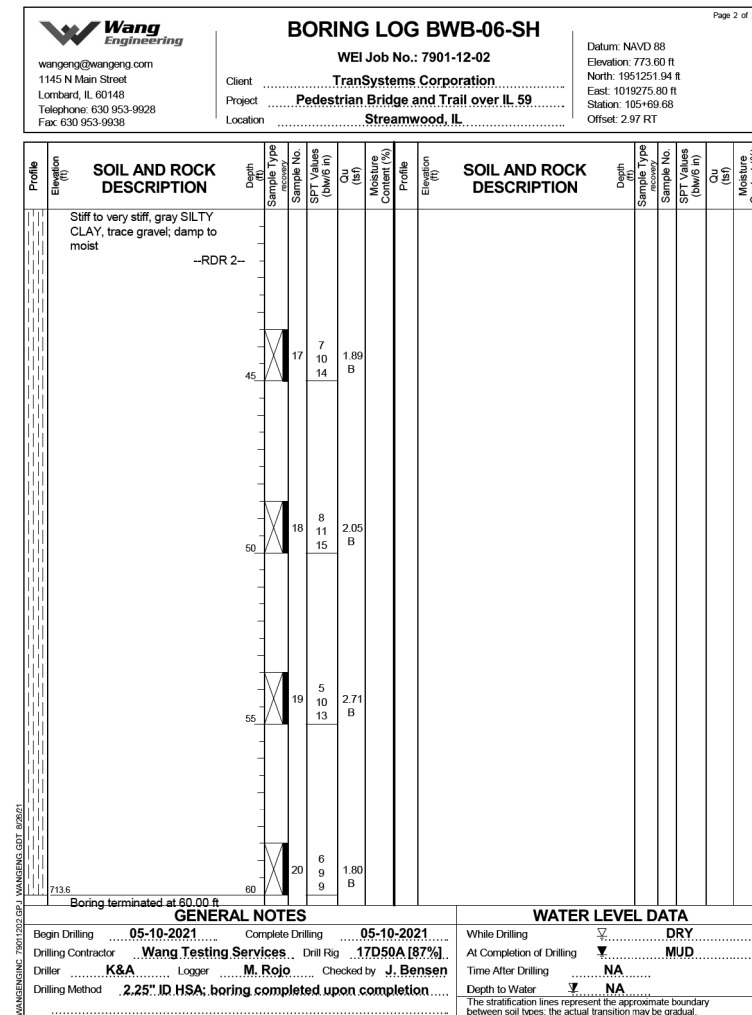 Page 2 of
Wang
Engineering
wangeng@wangeng.com
1145 N Main Street
Lombard, IL 60148
Telephone: 630 953-9928
Fax: 630 953-9938
BORING LOG BWB-06-SH
WEI Job No.: 7901-12-02
Client TranSystems Corporation
Project Pedestrian Bridge and Trail over IL 59
Location Streamwood, IL
Datum: NAVD 88
Elevation: 773.60 ft
North: 1951251.94 ft
East: 1019275.80 ft
Station: 105+69.68
Offset: 2.97 RT
Profile Elevation (ft) SOIL AND ROCK DESCRIPTION Depth (ft) Sample Type recovery Sample No. SPT Values (blw/6 in) Qu (tsf) Moisture Content (%)
Profile Elevation (ft) SOIL AND ROCK DESCRIPTION Depth (ft) Sample Type recovery Sample No. SPT Values (blw/6 in) Qu (tsf) Moisture
Stiff to very stiff, gray SILTY
CLAY, trace gravel; damp to
moist
--RDR 2--
7
17 10 1.89
14 B
45
8
18 11 2.05
15 B
50
5
19 10 2.71
13 B
55
6
20 9 1.80
9 B
713.6 60
Boring terminated at 60.00 ft
GENERAL NOTES
Begin Drilling 05-10-2021 Complete Drilling 05-10-2021
Drilling Contractor Wang Testing Services Drill Rig 17D50A [87%]
Driller K&A Logger M. Rojo Checked by J. Bensen
Drilling Method 2.25" ID HSA; boring completed upon completion
WATER LEVEL DATA
While Drilling DRY
At Completion of Drilling MUD
Time After Drilling NA
Depth to Water NA
The stratification lines represent the approximate boundary
between soil types; the actual transition may be gradual.
WANGENGINC 79011202.GPJ WANGENG.GDT 8/26/21